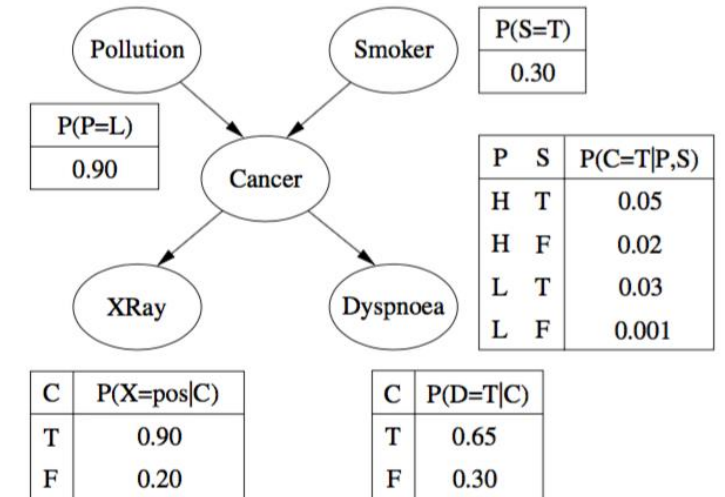 Pollution
Smoker
P(S=T)
0.30
P(P=L)
0.90
Cancer
P S P(C=T|P,S)
H T 0.05
H F 0.02
L T 0.03
L F 0.001
XRay
Dyspnoea
C P(X=pos|C)
T 0.90
F 0.20
C P(D=T|C)
T 0.65
F 0.30